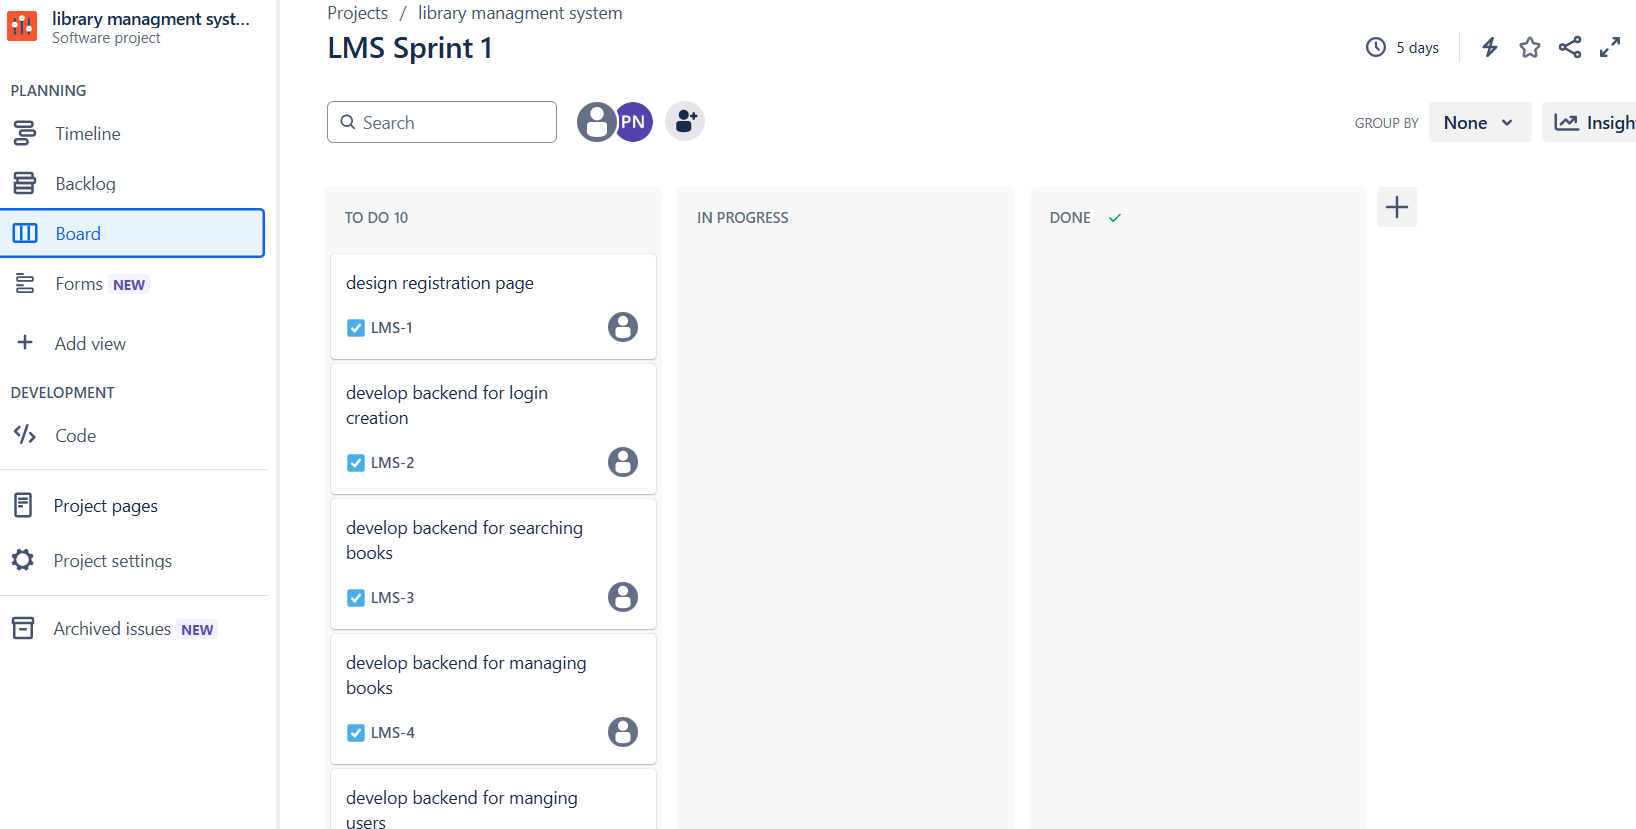 library managment syst...
Software project
PLANNING
Timeline
Backlog
Board
Forms NEW
Add view
DEVELOPMENT
Code
Project pages
Project settings
Archived issues NEW
Projects / library managment system
LMS Sprint 1
5 days
Search
PN
GROUP BY None
Insigh
TO DO 10
design registration page
LMS-1
develop backend for login
creation
LMS-2
develop backend for searching
books
LMS-3
develop backend for managing
books
LMS-4
develop backend for manging
users
IN PROGRESS
DONE